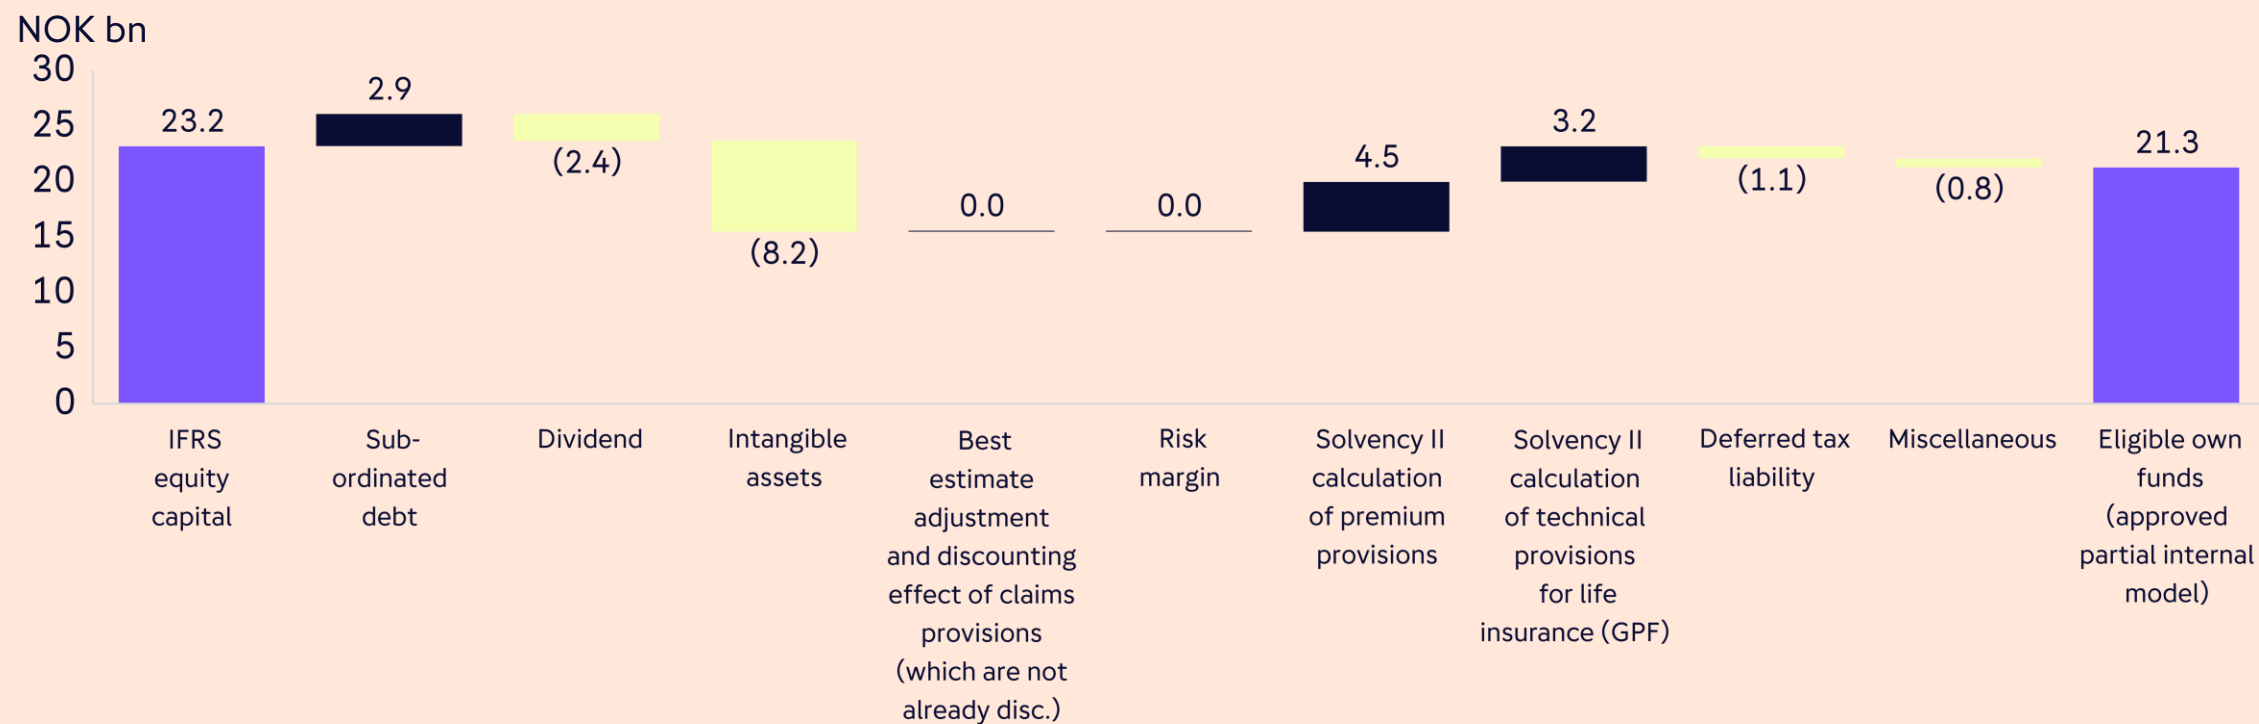 NOK bn
30
25
20
15
10
5
0
23.2
2.9
(2.4)
(8.2)
0.0
0.0
4.5
3.2
(1.1)
(0.8)
21.3
IFRS
equity
capital
Sub-
ordinated
debt
Dividend
Intangible
assets
Best
estimate
adjustment
and discounting
effect of claims
provisions
(which are not
already disc.)
Risk
margin
Solvency II
calculation
of premium
provisions
Solvency II
calculation
of technical
provisions
for life
insurance (GPF)
Deferred tax
liability
Miscellaneous
Eligible own
funds
(approved
partial internal
model)